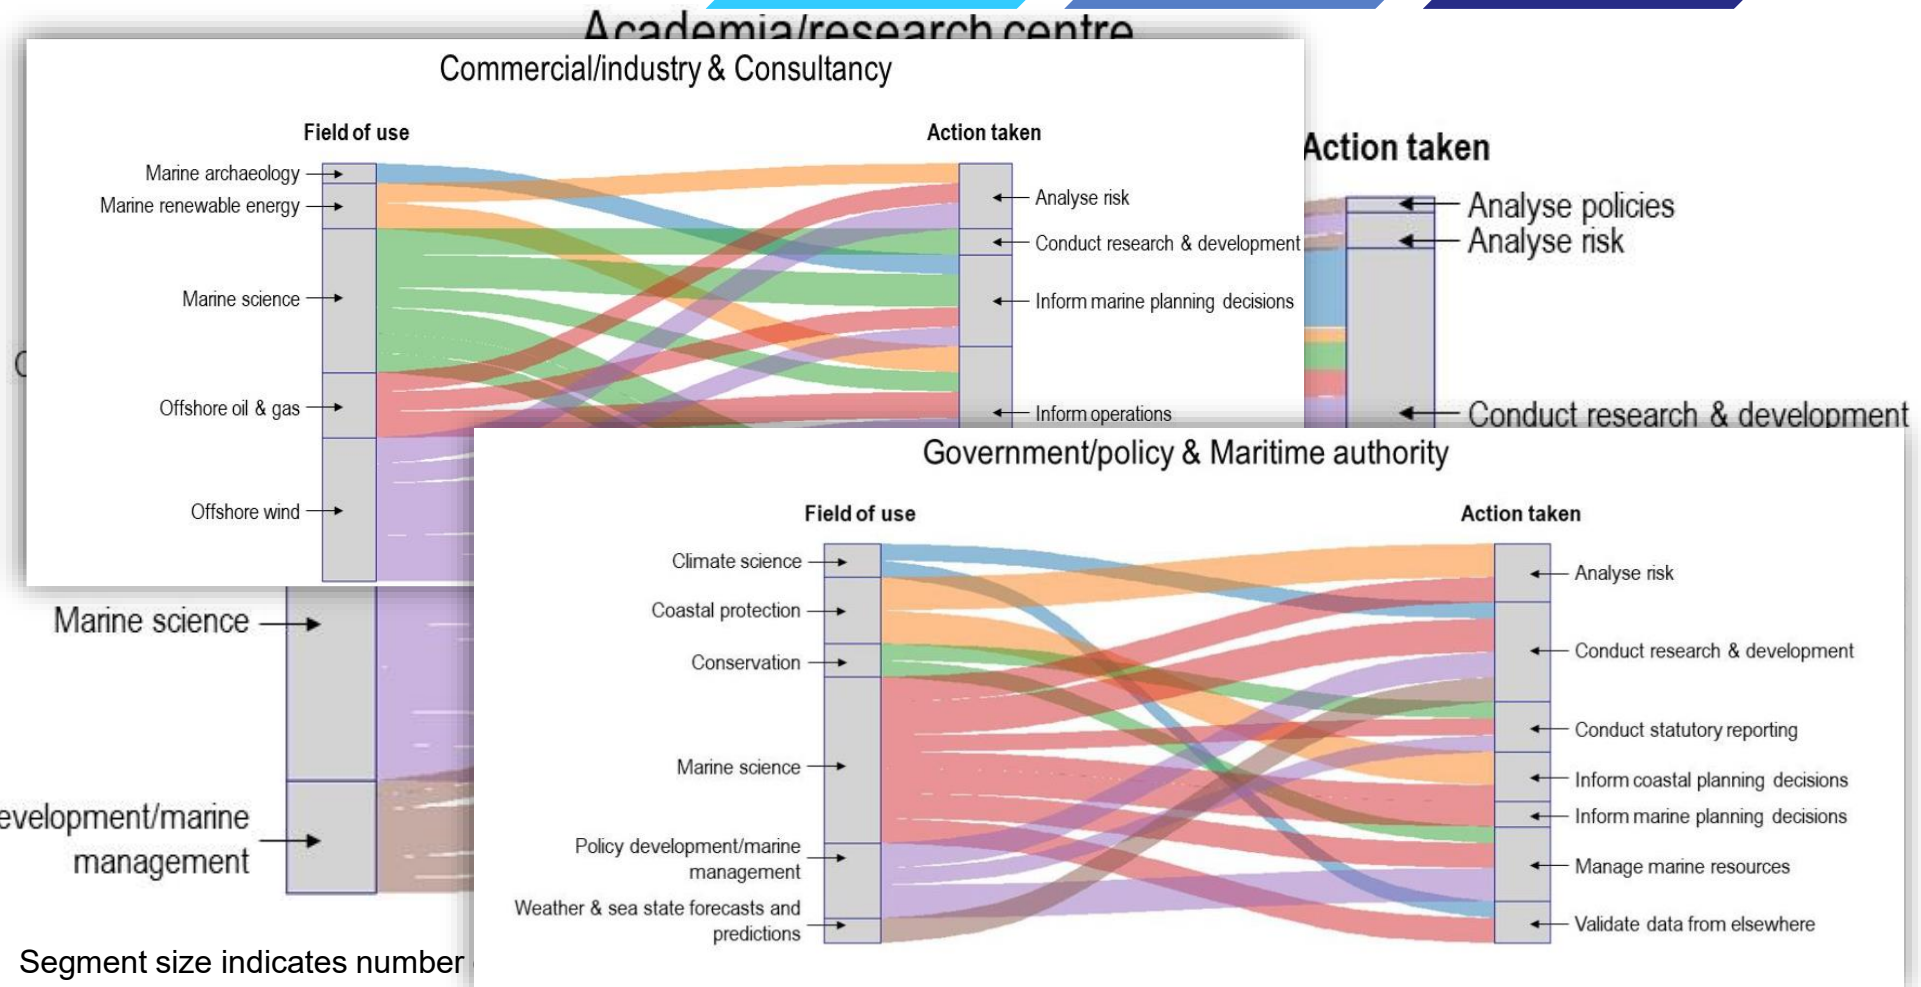 Academia/research centre
Commercial/industry & Consultancy
Field of use
Action taken
Marine archaeology
Marine renewable energy
Marine science
Offshore oil & gas
Offshore wind
Analyse risk
Conduct research & development
Inform marine planning decisions
Inform operations
Action taken
Analyse policies
Analyse risk
Conduct research & development
Government/policy & Maritime authority
Field of use
Action taken
Climate science
Coastal protection
Conservation
Marine science
Policy development/marine
management
Weather & sea state forecasts and
predictions
Analyse risk
Conduct research & development
Conduct statutory reporting
Inform coastal planning decisions
Inform marine planning decisions
Manage marine resources
Validate data from elsewhere
Marine science
evelopment/marine
management
Segment size indicates number